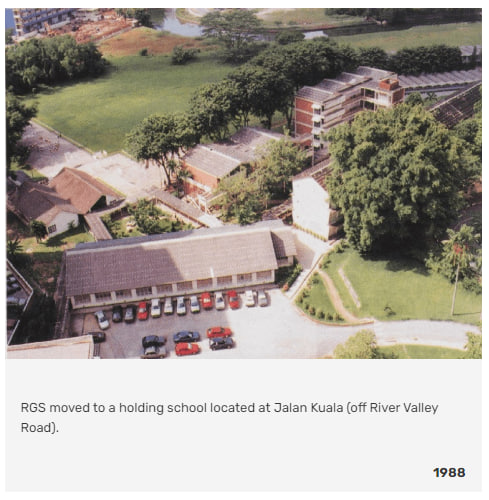 RGS moved to a holding school located at Jalan Kuala (off River Valley
Road).
1988